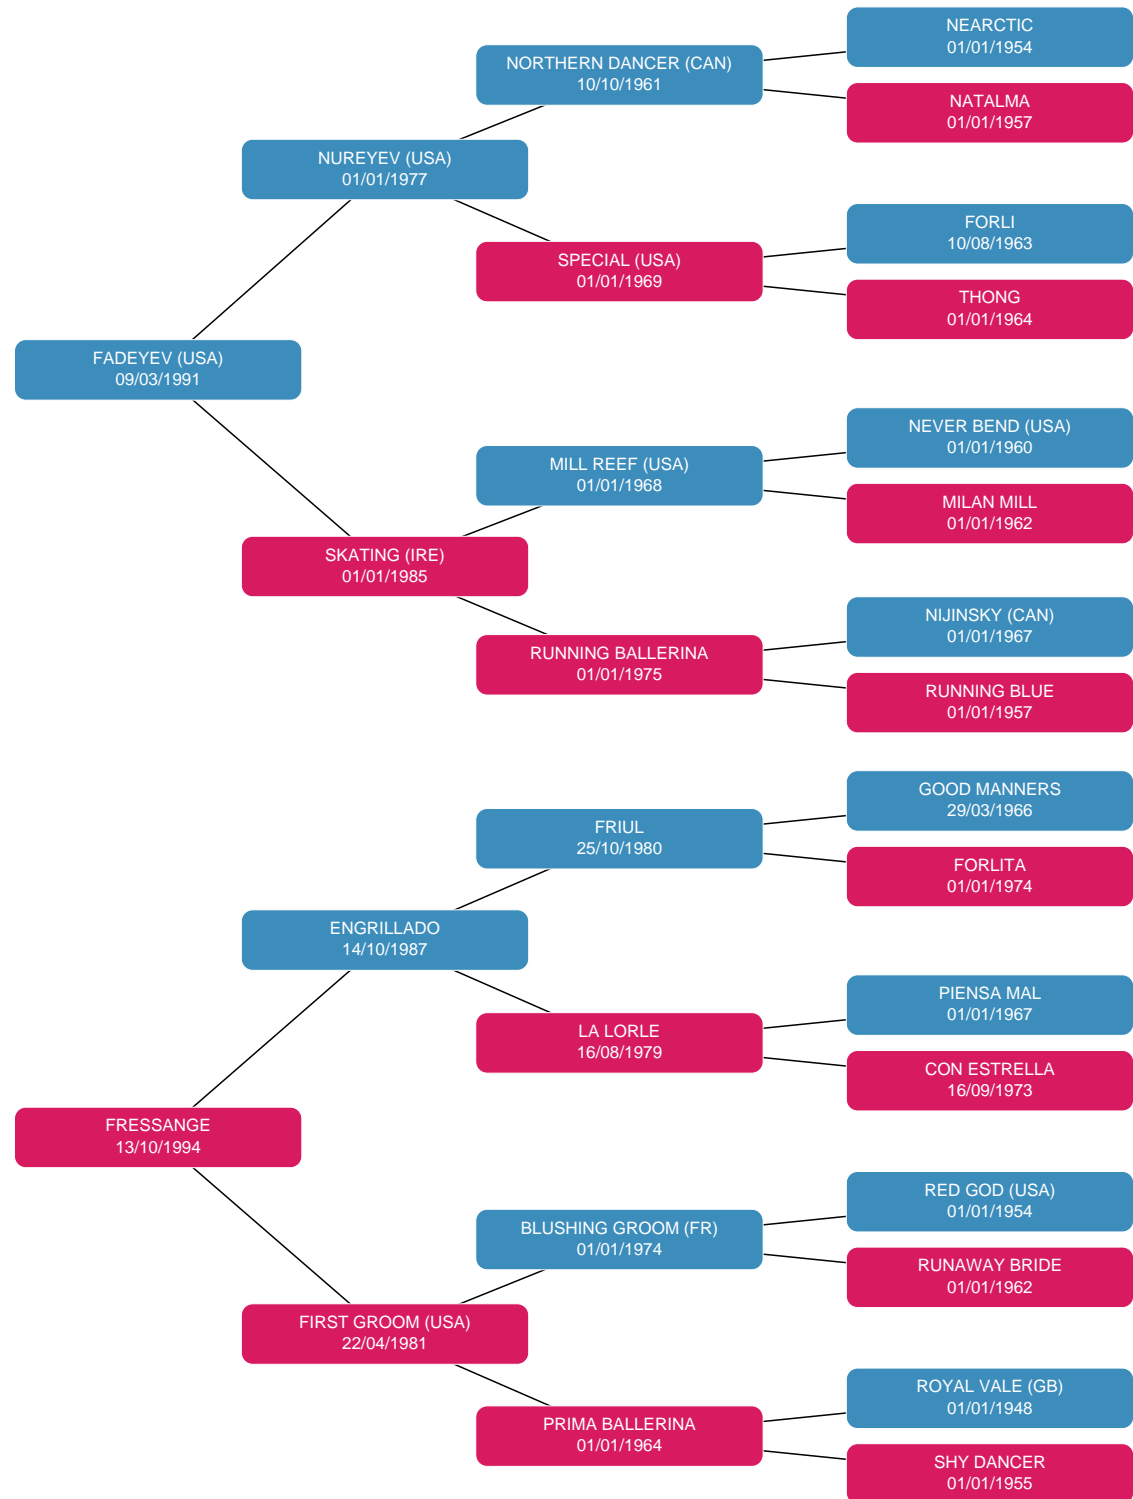 NEARCTIC
01/01/1954
NORTHERN DANCER (CAN)
10/10/1961
NATALMA
01/01/1957
NUREYEV (USA)
01/01/1977
FORLI
10/08/1963
SPECIAL (USA)
01/01/1969
THONG
01/01/1964
FADEYEV (USA)
09/03/1991
NEVER BEND (USA)
01/01/1960
MILL REEF (USA)
01/01/1968
MILAN MILL
01/01/1962
SKATING (IRE)
01/01/1985
NIJINSKY (CAN)
01/01/1967
RUNNING BALLERINA
01/01/1975
RUNNING BLUE
01/01/1957
GOOD MANNERS
29/03/1966
FRIUL
25/10/1980
FORLITA
01/01/1974
ENGRILLADO
14/10/1987
PIENSA MAL
01/01/1967
LA LORLE
16/08/1979
CON ESTRELLA
16/09/1973
FRESSANGE
13/10/1994
RED GOD (USA)
01/01/1954
BLUSHING GROOM (FR)
01/01/1974
RUNAWAY BRIDE
01/01/1962
FIRST GROOM (USA)
22/04/1981
ROYAL VALE (GB)
01/01/1948
PRIMA BALLERINA
01/01/1964
SHY DANCER
01/01/1955